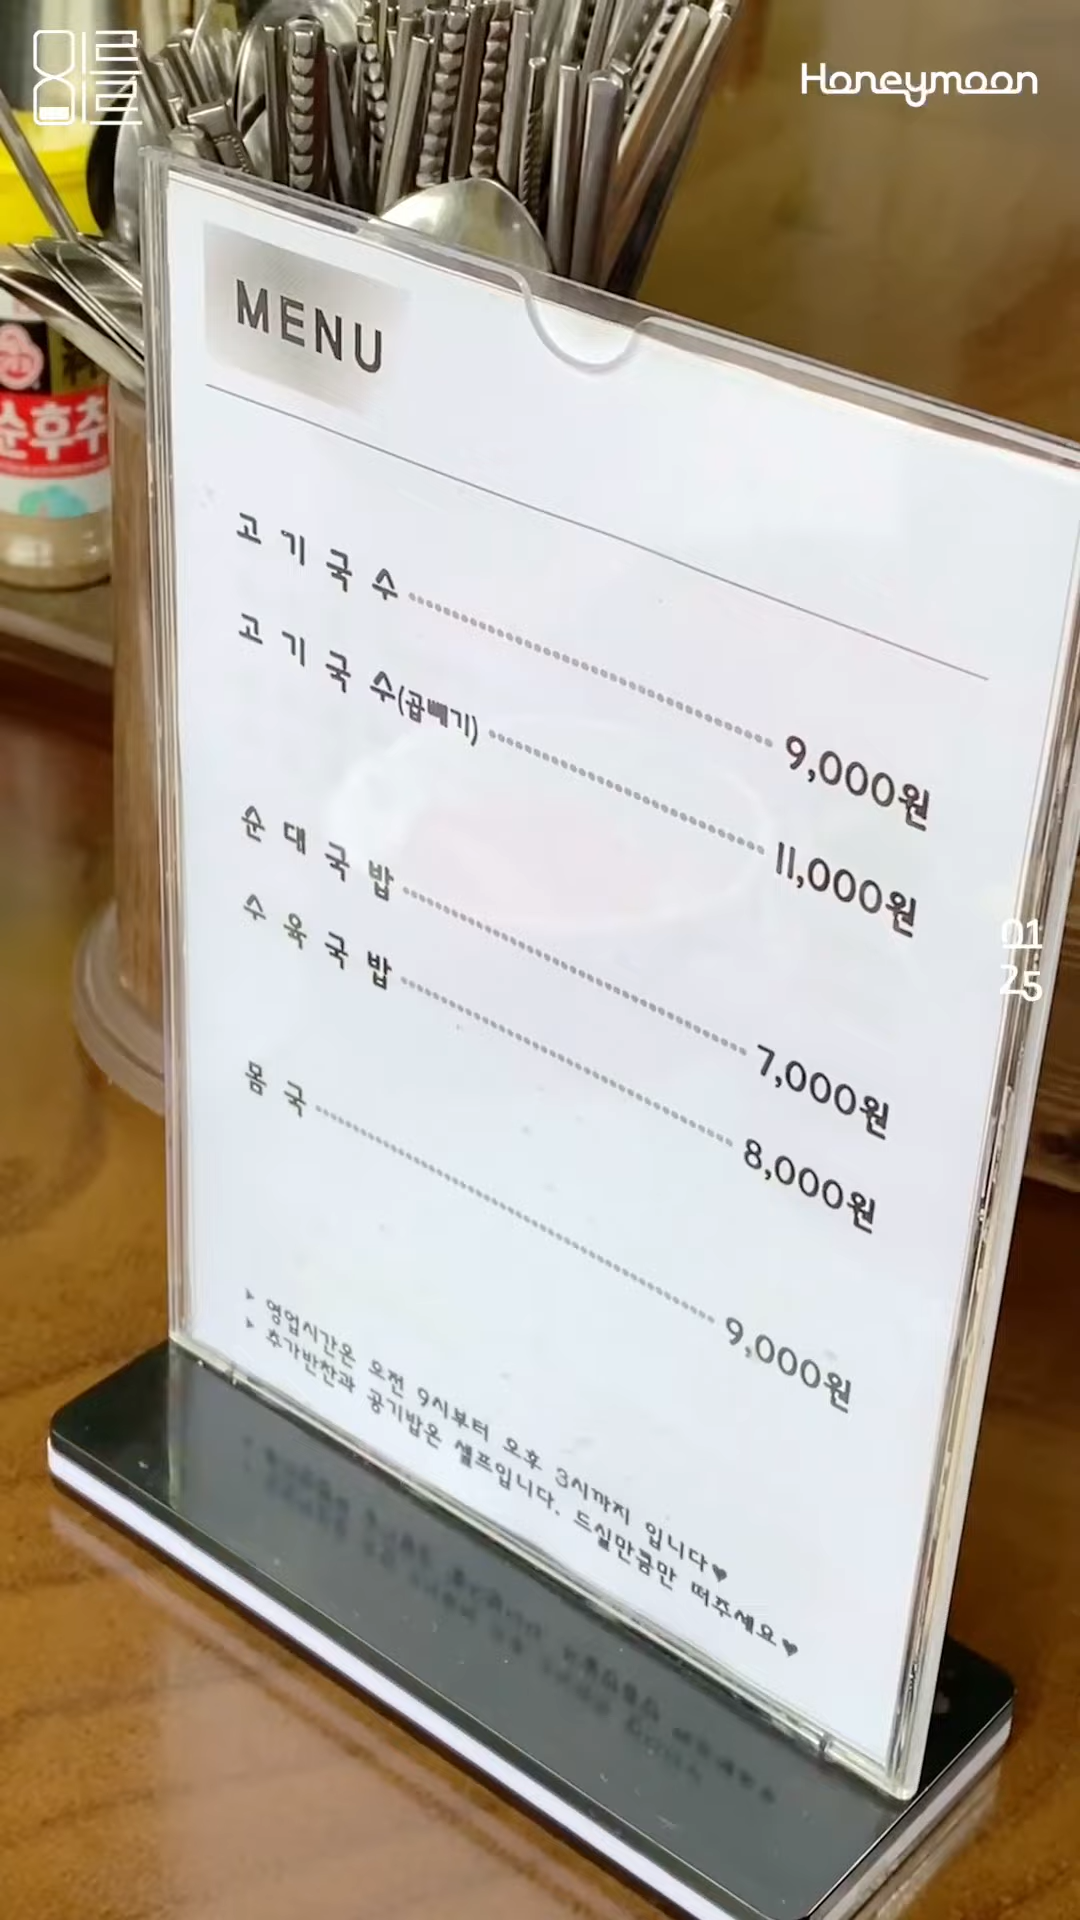 이틀
Honeymoon
MENU
순후추
고기국수 9,000원
고기국수(곱빼기) 11,000원
순대국밥 7,000원
수육국밥 8,000원
몸국 9,000원
01
25
➤ 영업시간은 오전 9시부터 오후 3시까지 입니다♥
➤ 추가반찬과 공기밥은 셀프입니다. 드실만큼만 떠주세요♥